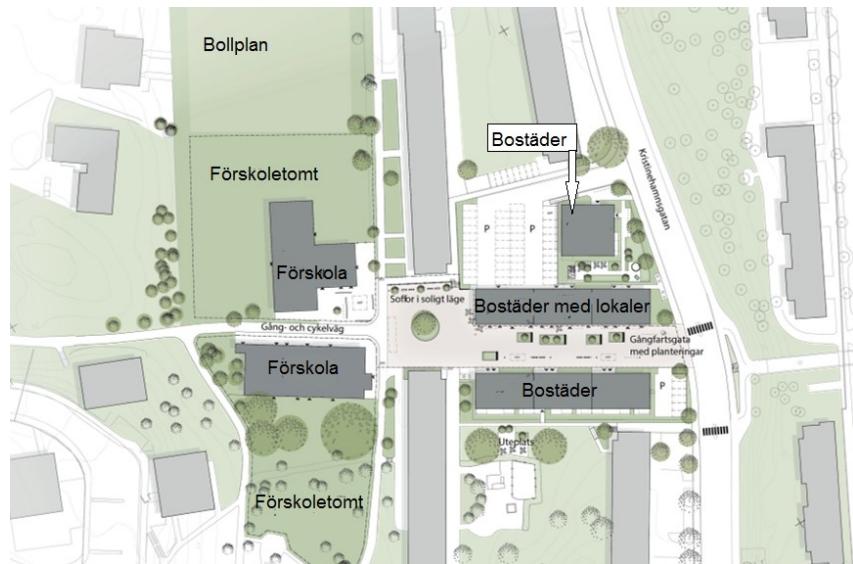 Bollplan
Bostäder
Kristinehamnsgatan
Förskoletomt
P
P
Förskola
Soffor i soligt läge
Bostäder med lokaler
Gång- och cykelväg
Gångfartsgata
med planteringar
Förskola
Bostäder
P
Uteplats
Förskoletomt